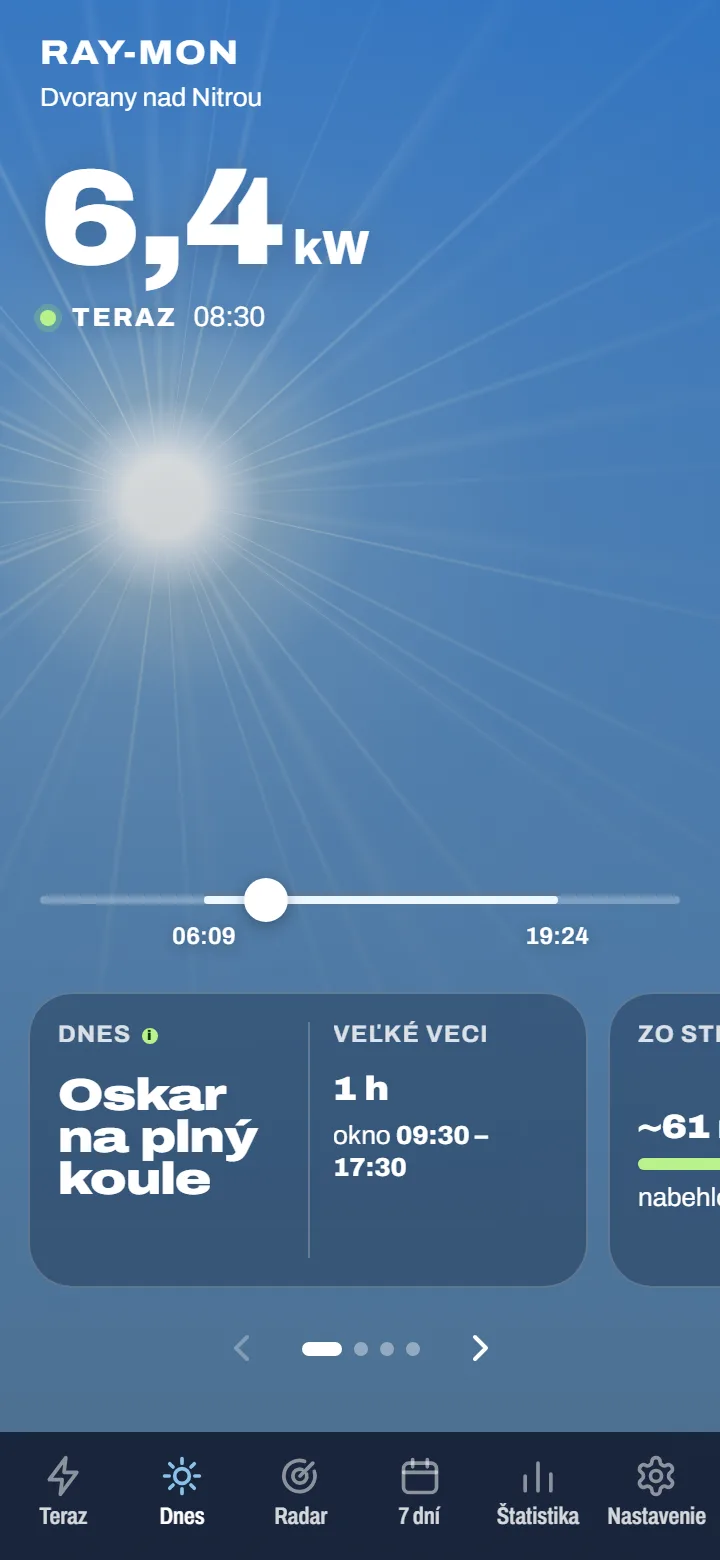 RAY-MON
Dvorany nad Nitrou
6,4 kW
TERAZ 08:30
06:09 19:24
DNES i
Oskar
na plný
koule
VEĽKÉ VECI
1 h
okno 09:30 –
17:30
ZO
~61
Teraz Dnes Radar 7 dní Štatistika Nastavenie